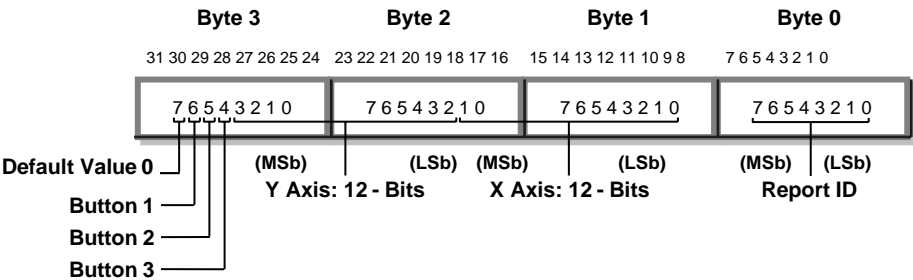 Byte 3 Byte 2 Byte 1 Byte 0
31 30 29 28 27 26 25 24 23 22 21 20 19 18 17 16 15 14 13 12 11 10 9 8 7 6 5 4 3 2 1 0
7 6 5 4 3 2 1 0 7 6 5 4 3 2 1 0 7 6 5 4 3 2 1 0 7 6 5 4 3 2 1 0
Default Value 0 (MSb) (LSb) (MSb) (LSb) (MSb) (LSb)
Y Axis: 12 - Bits X Axis: 12 - Bits Report ID
Button 1
Button 2
Button 3